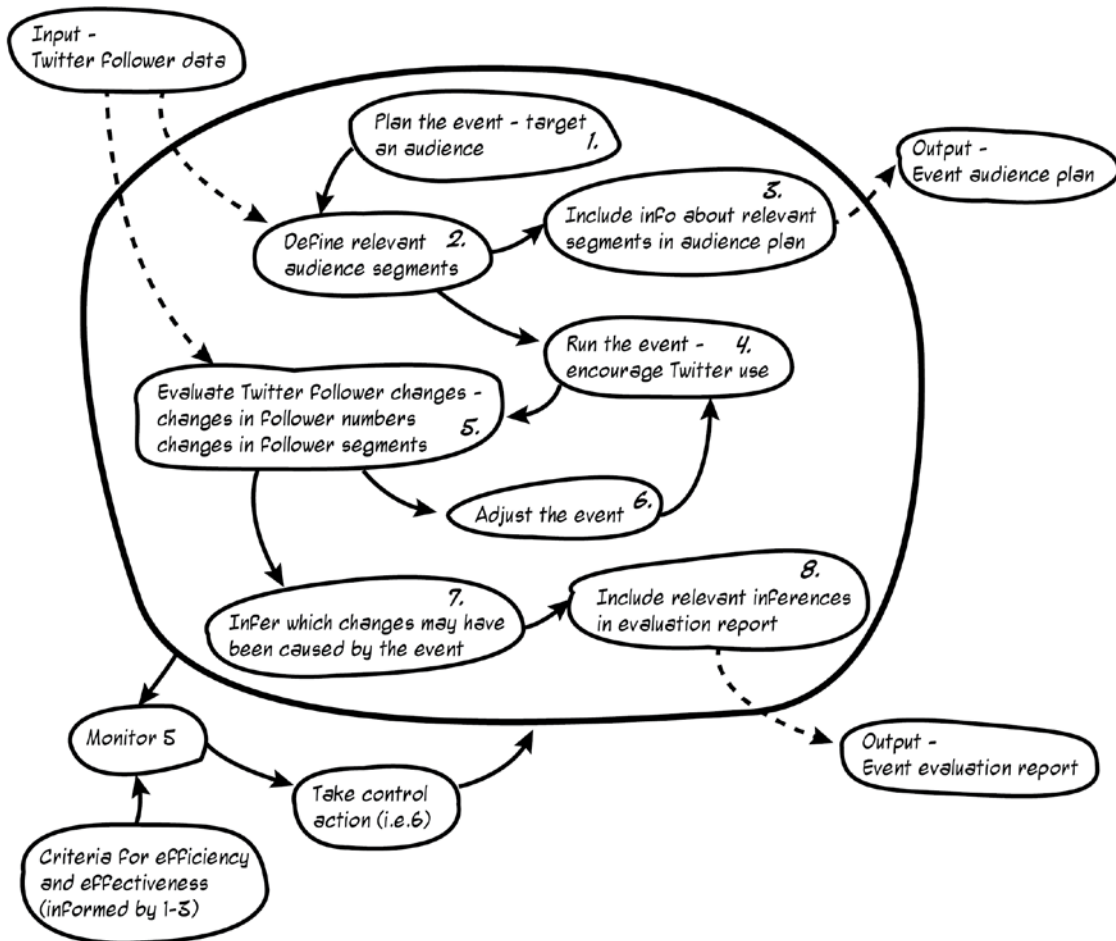 Input -
Twitter follower data
Plan the event - target
an audience 1.
Output -
Event audience plan
Define relevant 2.
audience segments
3.
Include info about relevant
segments in audience plan
Run the event - 4.
encourage Twitter use
Evaluate Twitter follower changes -
changes in follower numbers
changes in follower segments 5.
Adjust the event 6.
7.
Infer which changes may have
been caused by the event
8.
Include relevant inferences
in evaluation report
Monitor 5
Take control
action (i.e.6)
Output -
Event evaluation report
Criteria for efficiency
and effectiveness
(informed by 1-3)